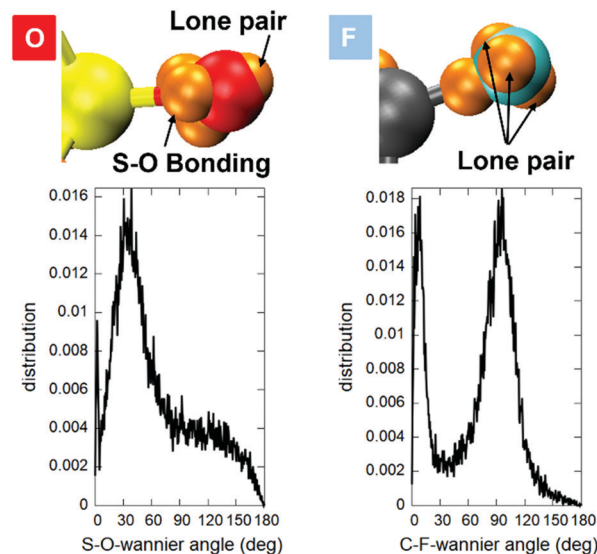 O
Lone pair
S-O Bonding
0.016
0.014
0.012
0.01
0.008
0.006
0.004
0.002
0
distribution
0 30 60 90 120 150 180
S-O-wannier angle (deg)
F
Lone pair
0.018
0.016
0.014
0.012
0.01
0.008
0.006
0.004
0.002
0
distribution
0 30 60 90 120 150 180
C-F-wannier angle (deg)